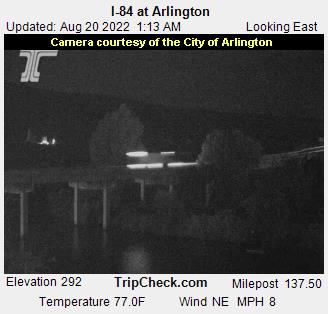 I-84 at Arlington
Updated: Aug 20 2022 1:13 AM Looking East
Camera courtesy of the City of Arlington
Elevation 292 TripCheck.com Milepost 137.50
Temperature 77.0F Wind NE MPH 8